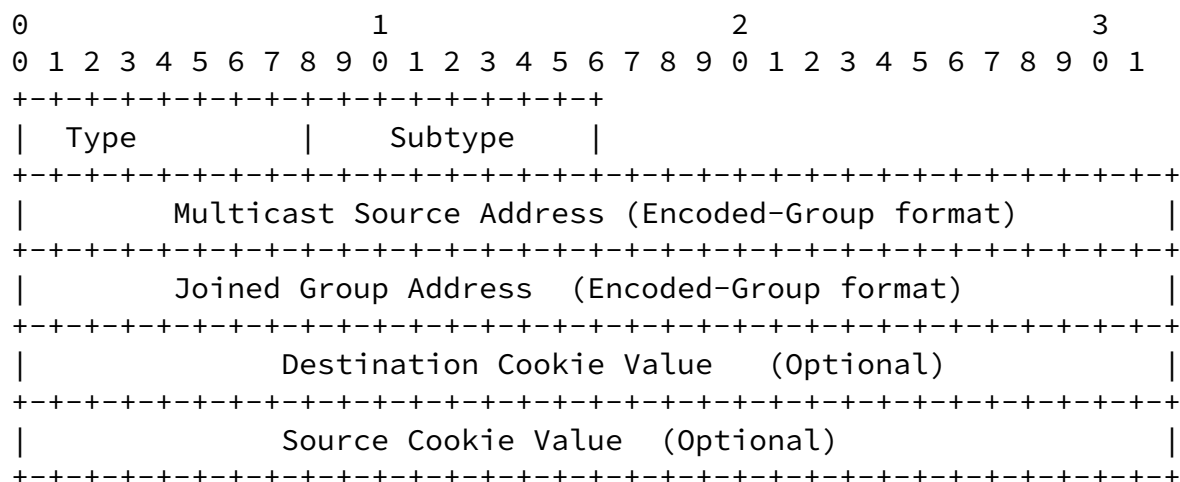 0                   1                   2                   3
0 1 2 3 4 5 6 7 8 9 0 1 2 3 4 5 6 7 8 9 0 1 2 3 4 5 6 7 8 9 0 1
+-+-+-+-+-+-+-+-+-+-+-+-+-+-+-+-+
|  Type         |    Subtype    |
+-+-+-+-+-+-+-+-+-+-+-+-+-+-+-+-+-+-+-+-+-+-+-+-+-+-+-+-+-+-+-+-+
|        Multicast Source Address (Encoded-Group format)        |
+-+-+-+-+-+-+-+-+-+-+-+-+-+-+-+-+-+-+-+-+-+-+-+-+-+-+-+-+-+-+-+-+
|        Joined Group Address  (Encoded-Group format)           |
+-+-+-+-+-+-+-+-+-+-+-+-+-+-+-+-+-+-+-+-+-+-+-+-+-+-+-+-+-+-+-+-+
|              Destination Cookie Value   (Optional)            |
+-+-+-+-+-+-+-+-+-+-+-+-+-+-+-+-+-+-+-+-+-+-+-+-+-+-+-+-+-+-+-+-+
|              Source Cookie Value  (Optional)                  |
+-+-+-+-+-+-+-+-+-+-+-+-+-+-+-+-+-+-+-+-+-+-+-+-+-+-+-+-+-+-+-+-+